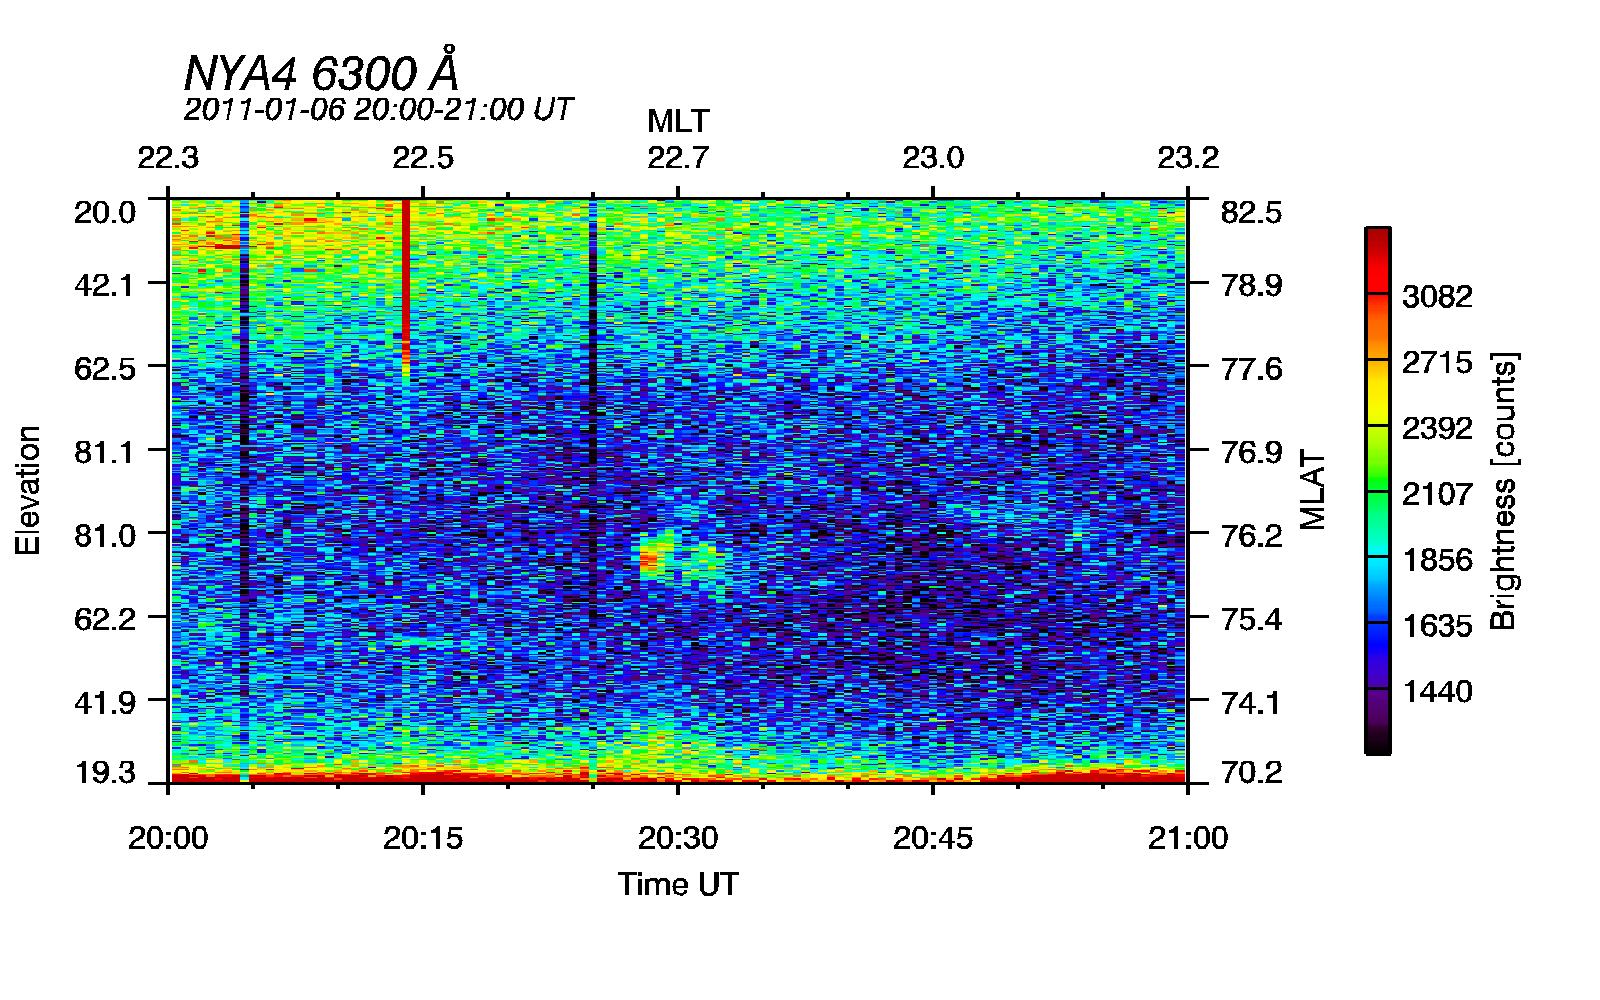 NYA4 6300 Å
2011-01-06 20:00-21:00 UT
MLT
22.3 22.5 22.7 23.0 23.2
20.0
42.1
62.5
81.1
81.0
62.2
41.9
19.3
Elevation
82.5
78.9
77.6
76.9
76.2
75.4
74.1
70.2
MLAT
3082
2715
2392
2107
1856
1635
1440
Brightness [counts]
20:00 20:15 20:30 20:45 21:00
Time UT